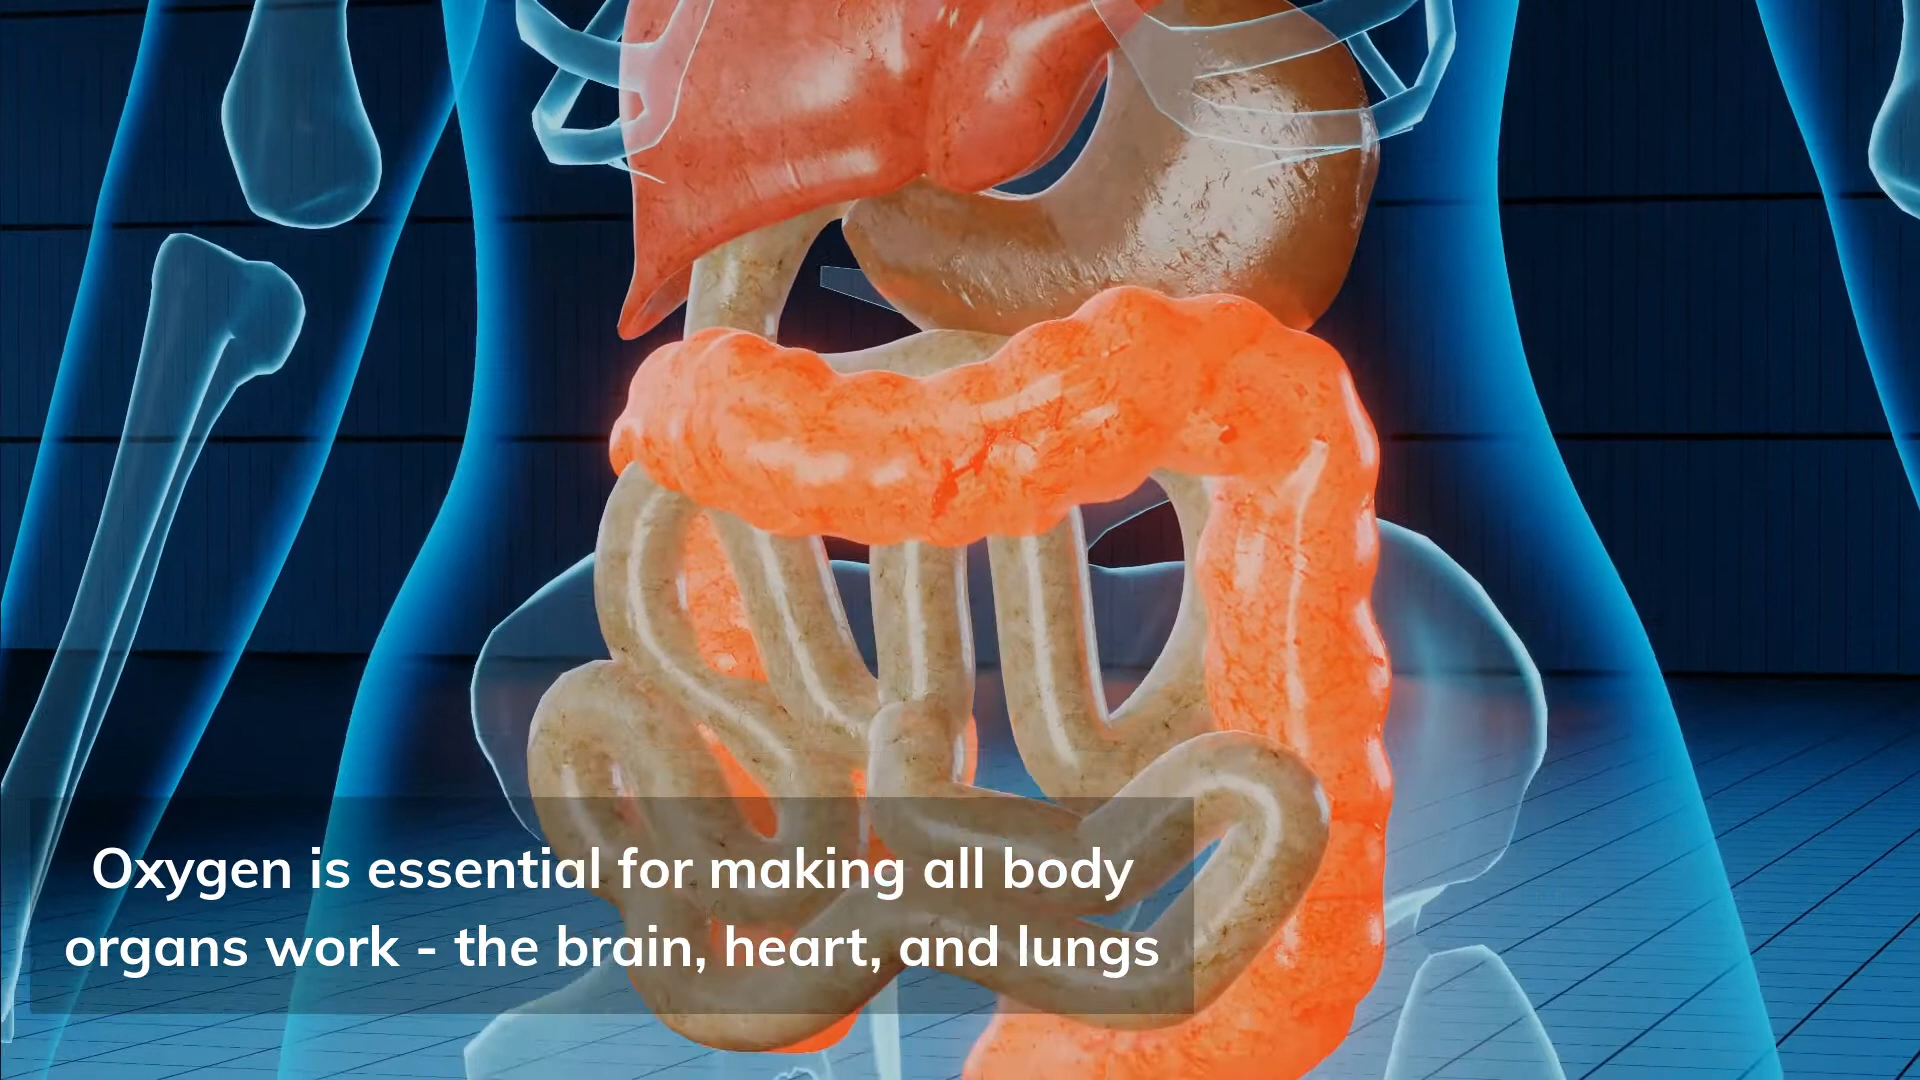 Oxygen is essential for making all body
organs work - the brain, heart, and lungs